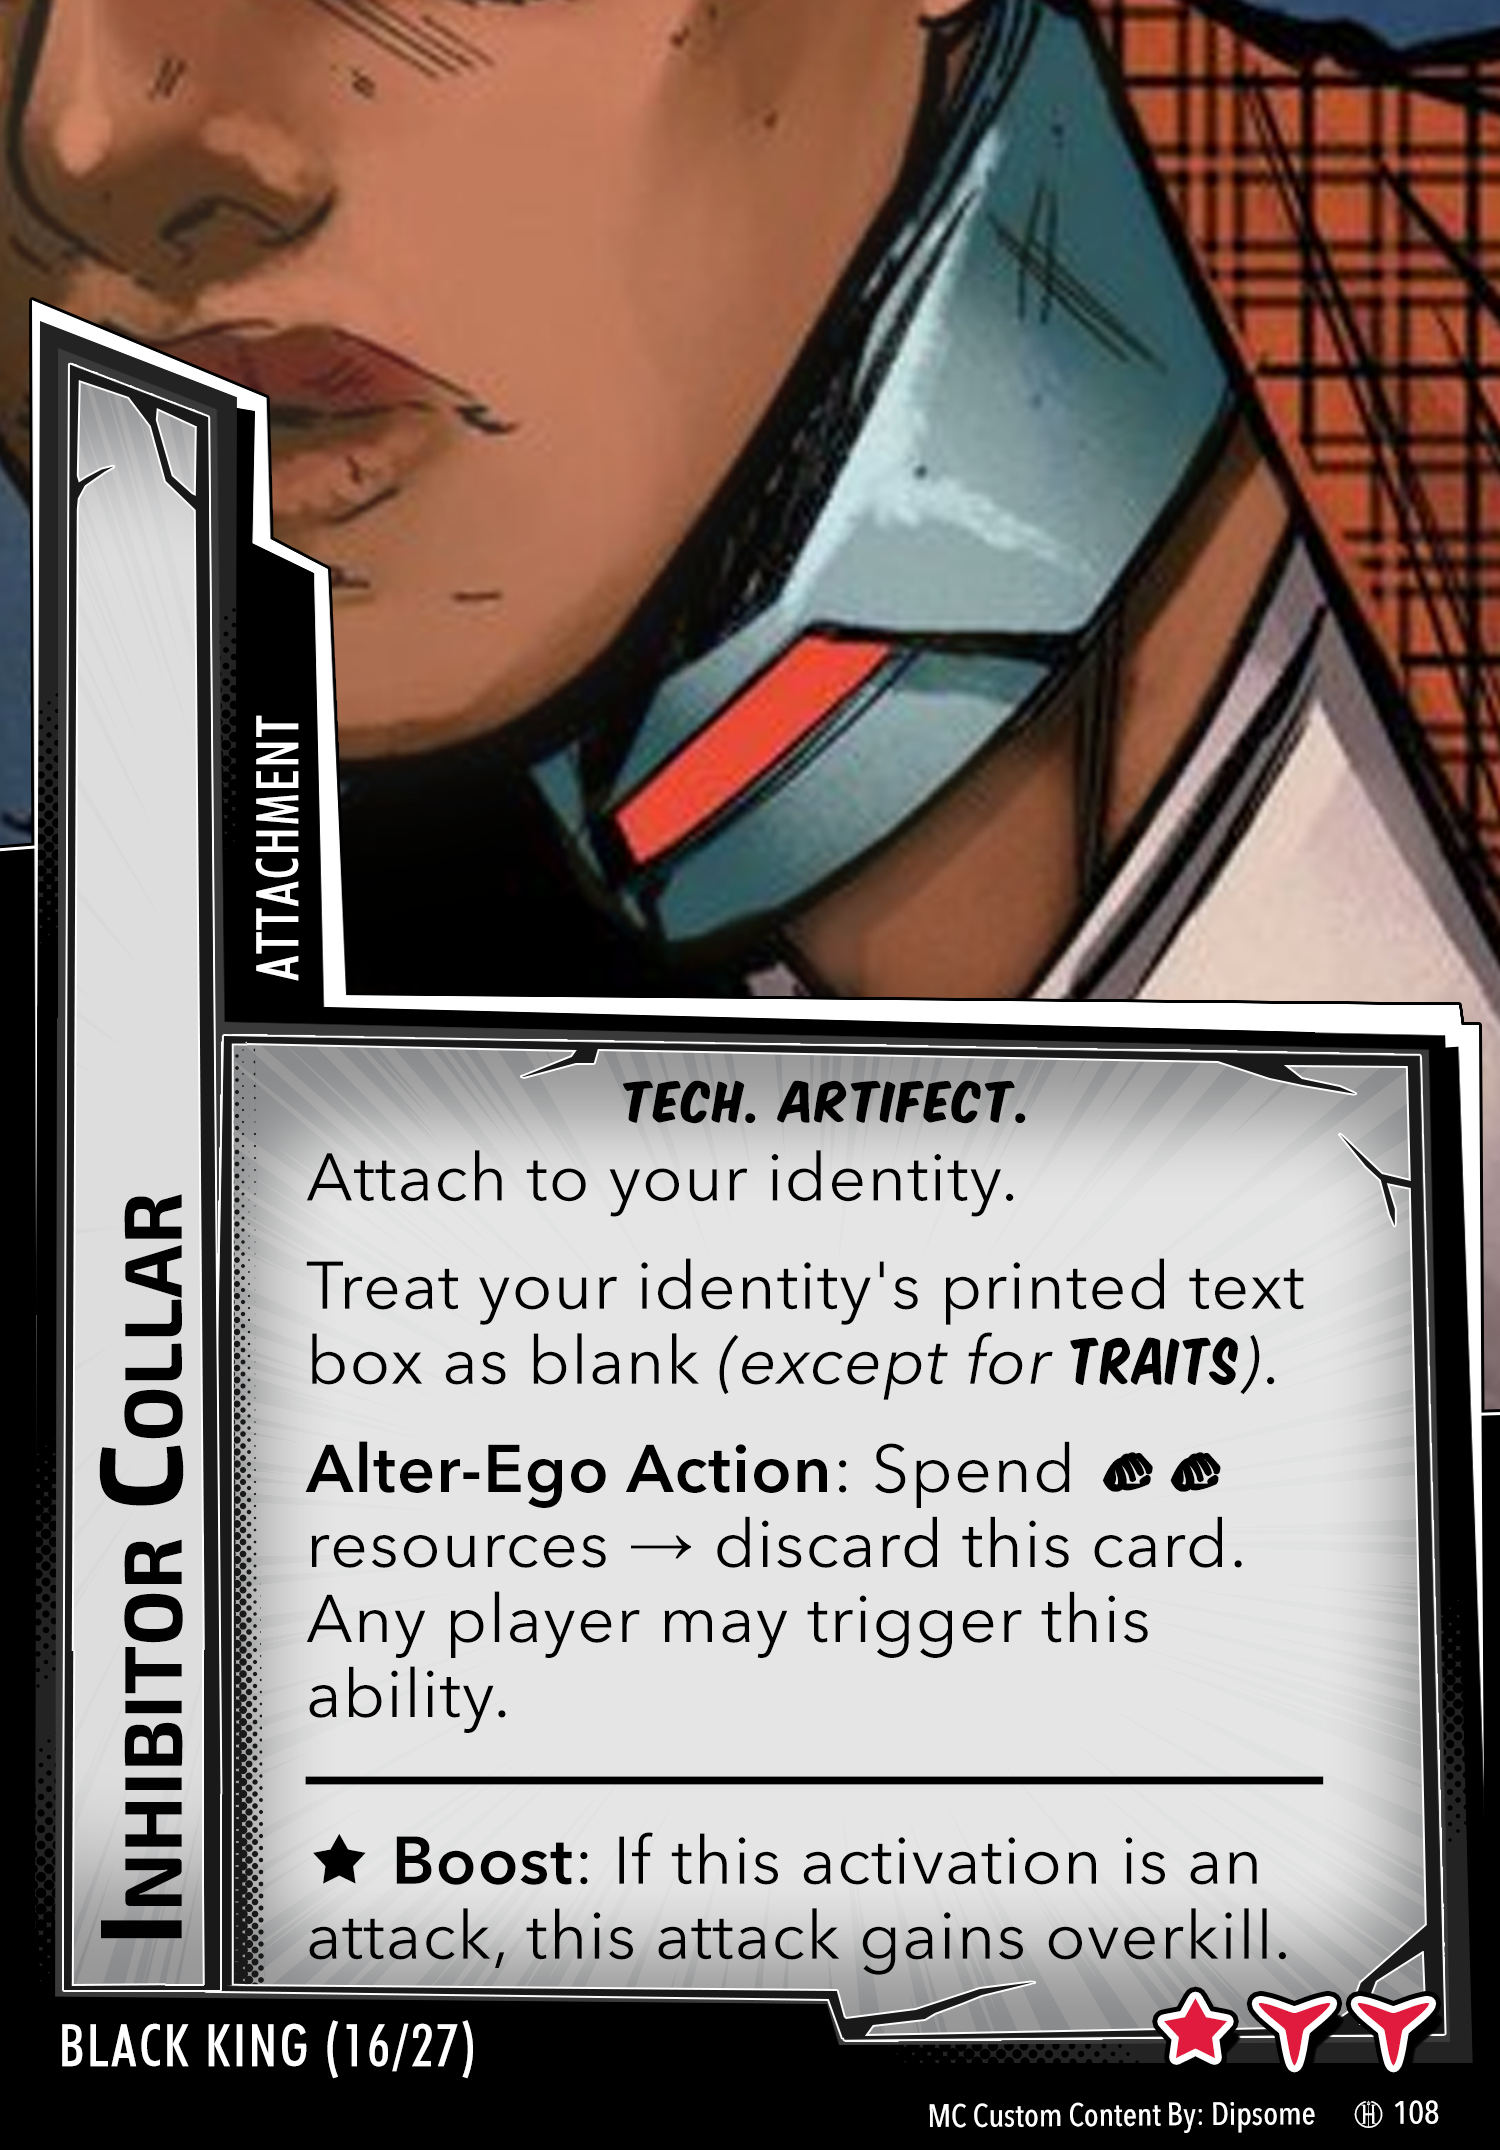 ATTACHMENT
INHIBITOR COLLAR
TECH. ARTIFECT.
Attach to your identity.
Treat your identity's printed text
box as blank (except for TRAITS).
Alter-Ego Action: Spend
resources → discard this card.
Any player may trigger this
ability.
★ Boost: If this activation is an
attack, this attack gains overkill.
BLACK KING (16/27)
MC Custom Content By: Dipsome
108